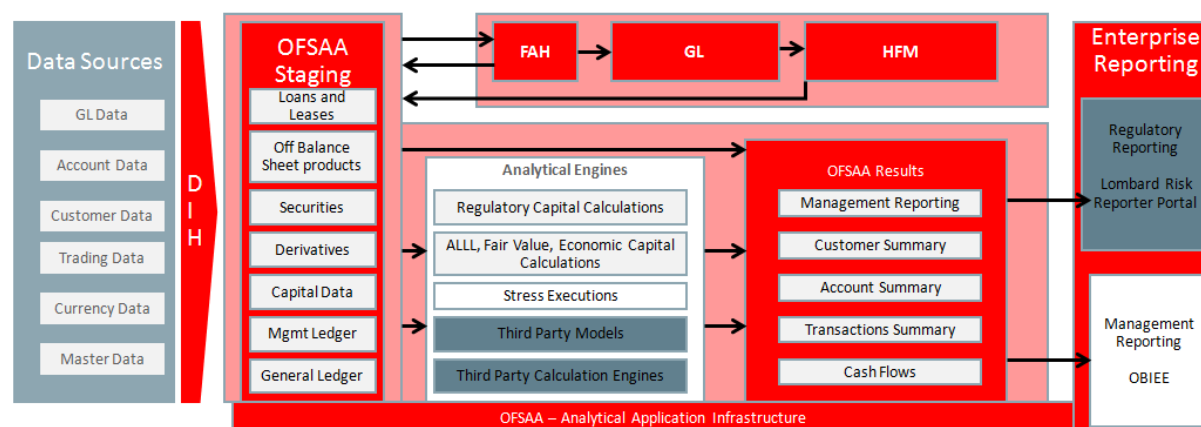 Data Sources
GL Data
Account Data
Customer Data
Trading Data
Currency Data
Master Data
D
I
H
OFSAA
Staging
Loans and
Leases
Off Balance
Sheet products
Securities
Derivatives
Capital Data
Mgmt Ledger
General Ledger
FAH
GL
HFM
Analytical Engines
Regulatory Capital Calculations
ALLL, Fair Value, Economic Capital
Calculations
Stress Executions
Third Party Models
Third Party Calculation Engines
OFSAA Results
Management Reporting
Customer Summary
Account Summary
Transactions Summary
Cash Flows
OFSAA – Analytical Application Infrastructure
Enterprise
Reporting
Regulatory
Reporting
Lombard Risk
Reporter Portal
Management
Reporting
OBIEE